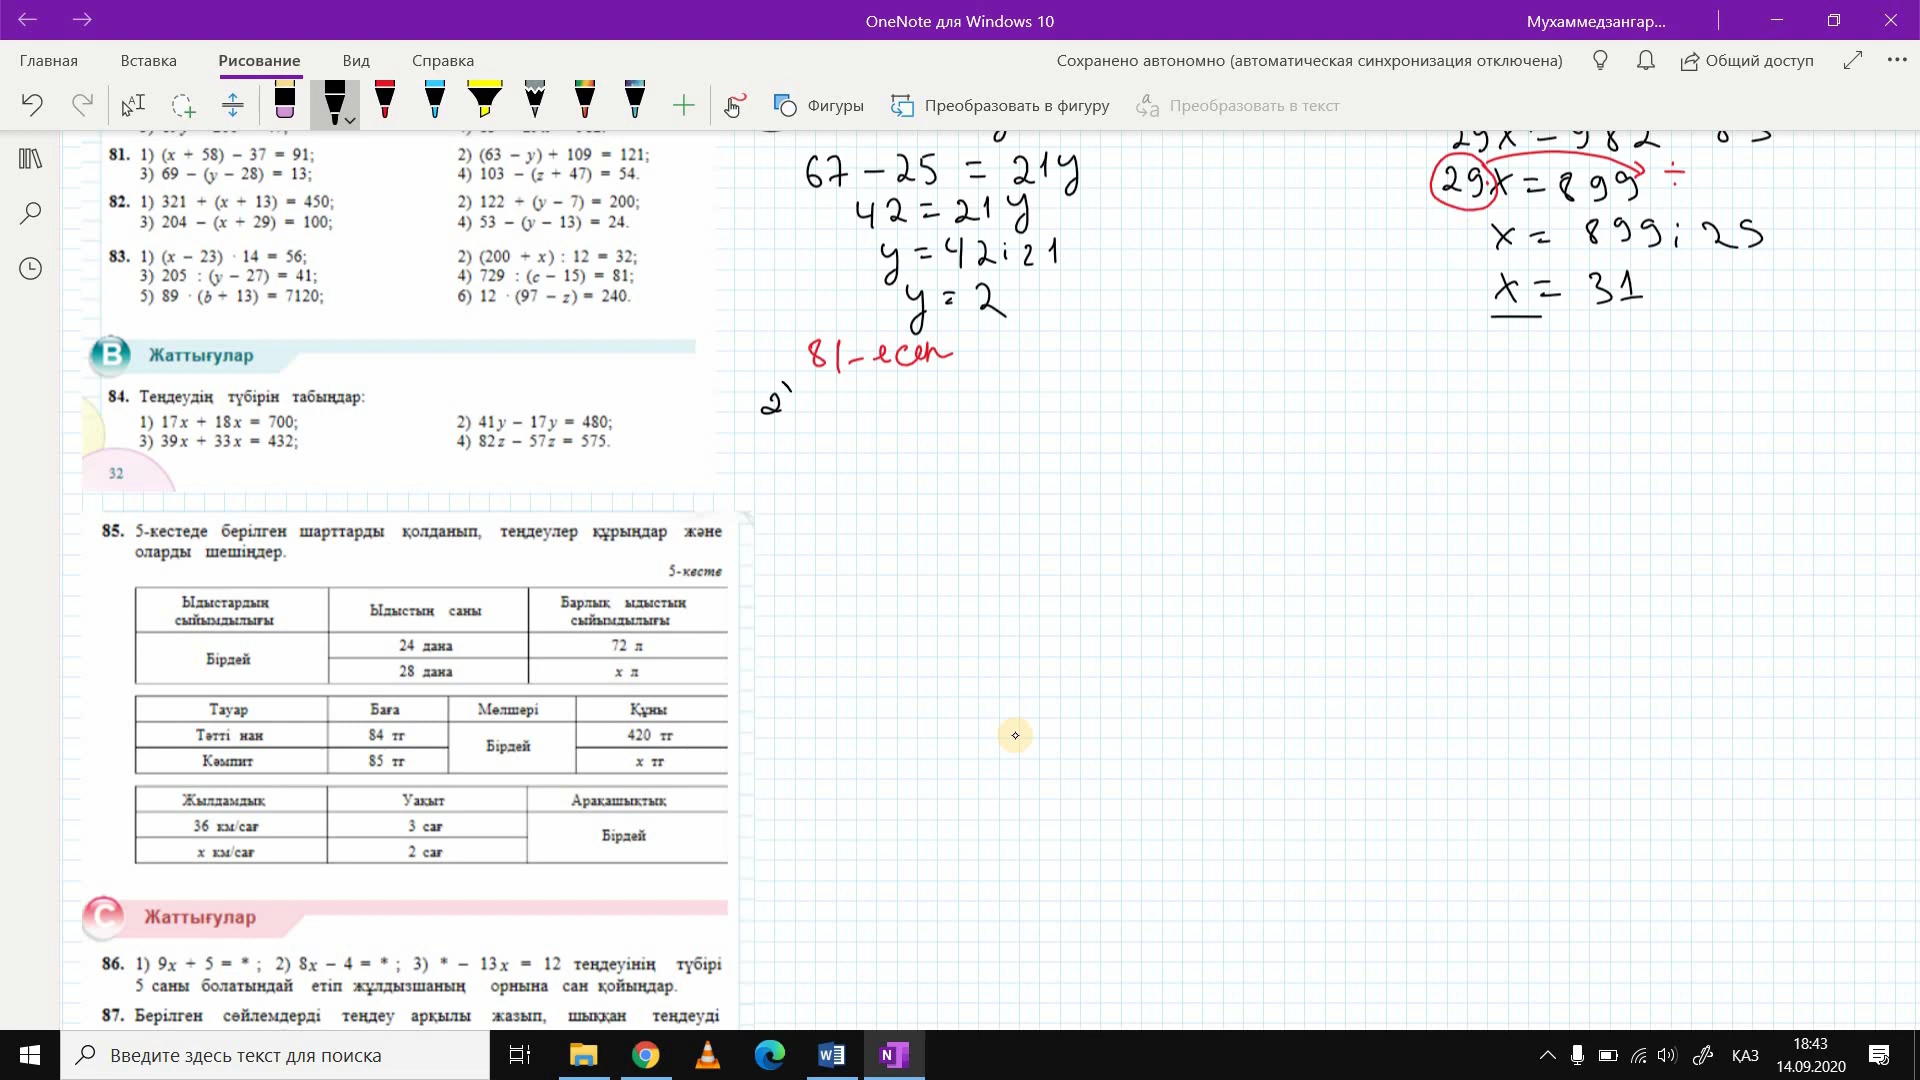 OneNote для Windows 10
Мухаммедзангар...
Главная Вставка Рисование Вид Справка
Сохранено автономно (автоматическая синхронизация отключена)
Общий доступ
Фигуры Преобразовать в фигуру Преобразовать в текст
81. 1) (x + 58) − 37 = 91; 2) (63 − y) + 109 = 121;
3) 69 − (y − 28) = 13; 4) 103 − (z + 47) = 54.
82. 1) 321 + (x + 13) = 450; 2) 122 + (y − 7) = 200;
3) 204 − (x + 29) = 100; 4) 53 − (y − 13) = 24.
83. 1) (x − 23) · 14 = 56; 2) (200 + x) : 12 = 32;
3) 205 : (y − 27) = 41; 4) 729 : (c − 15) = 81;
5) 89 · (b + 13) = 7120; 6) 12 · (97 − z) = 240.
B Жаттығулар
84. Теңдеудің түбірін табыңдар:
1) 17x + 18x = 700; 2) 41y − 17y = 480;
3) 39x + 33x = 432; 4) 82z − 57z = 575.
32
85. 5-кестеде берілген шарттарды қолданып, теңдеулер құрыңдар және
оларды шешіңдер.
5-кесте
Ыдыстардың сыйымдылығы Ыдыстың саны Барлық ыдыстың сыйымдылығы
Бірдей 24 дана 72 л
28 дана x л
Тауар Баға Мөлшері Құны
Тәтті нан 84 тг Бірдей 420 тг
Кәмпит 85 тг x тг
Жылдамдық Уақыт Арақашықтық
36 км/сағ 3 сағ Бірдей
x км/сағ 2 сағ
C Жаттығулар
86. 1) 9x + 5 = * ; 2) 8x − 4 = * ; 3) * − 13x = 12 теңдеуінің түбірі
5 саны болатындай етіп жұлдызшаның орнына сан қойыңдар.
87. Берілген сөйлемдерді теңдеу арқылы жазып, шыққан теңдеуді
67 − 25 = 21y
42 = 21y
y = 42 : 21
y = 2
81 – есеп
2)
29x = 899 ÷
x = 899 : 25
x = 31
Введите здесь текст для поиска
ҚАЗ
18:43
14.09.2020